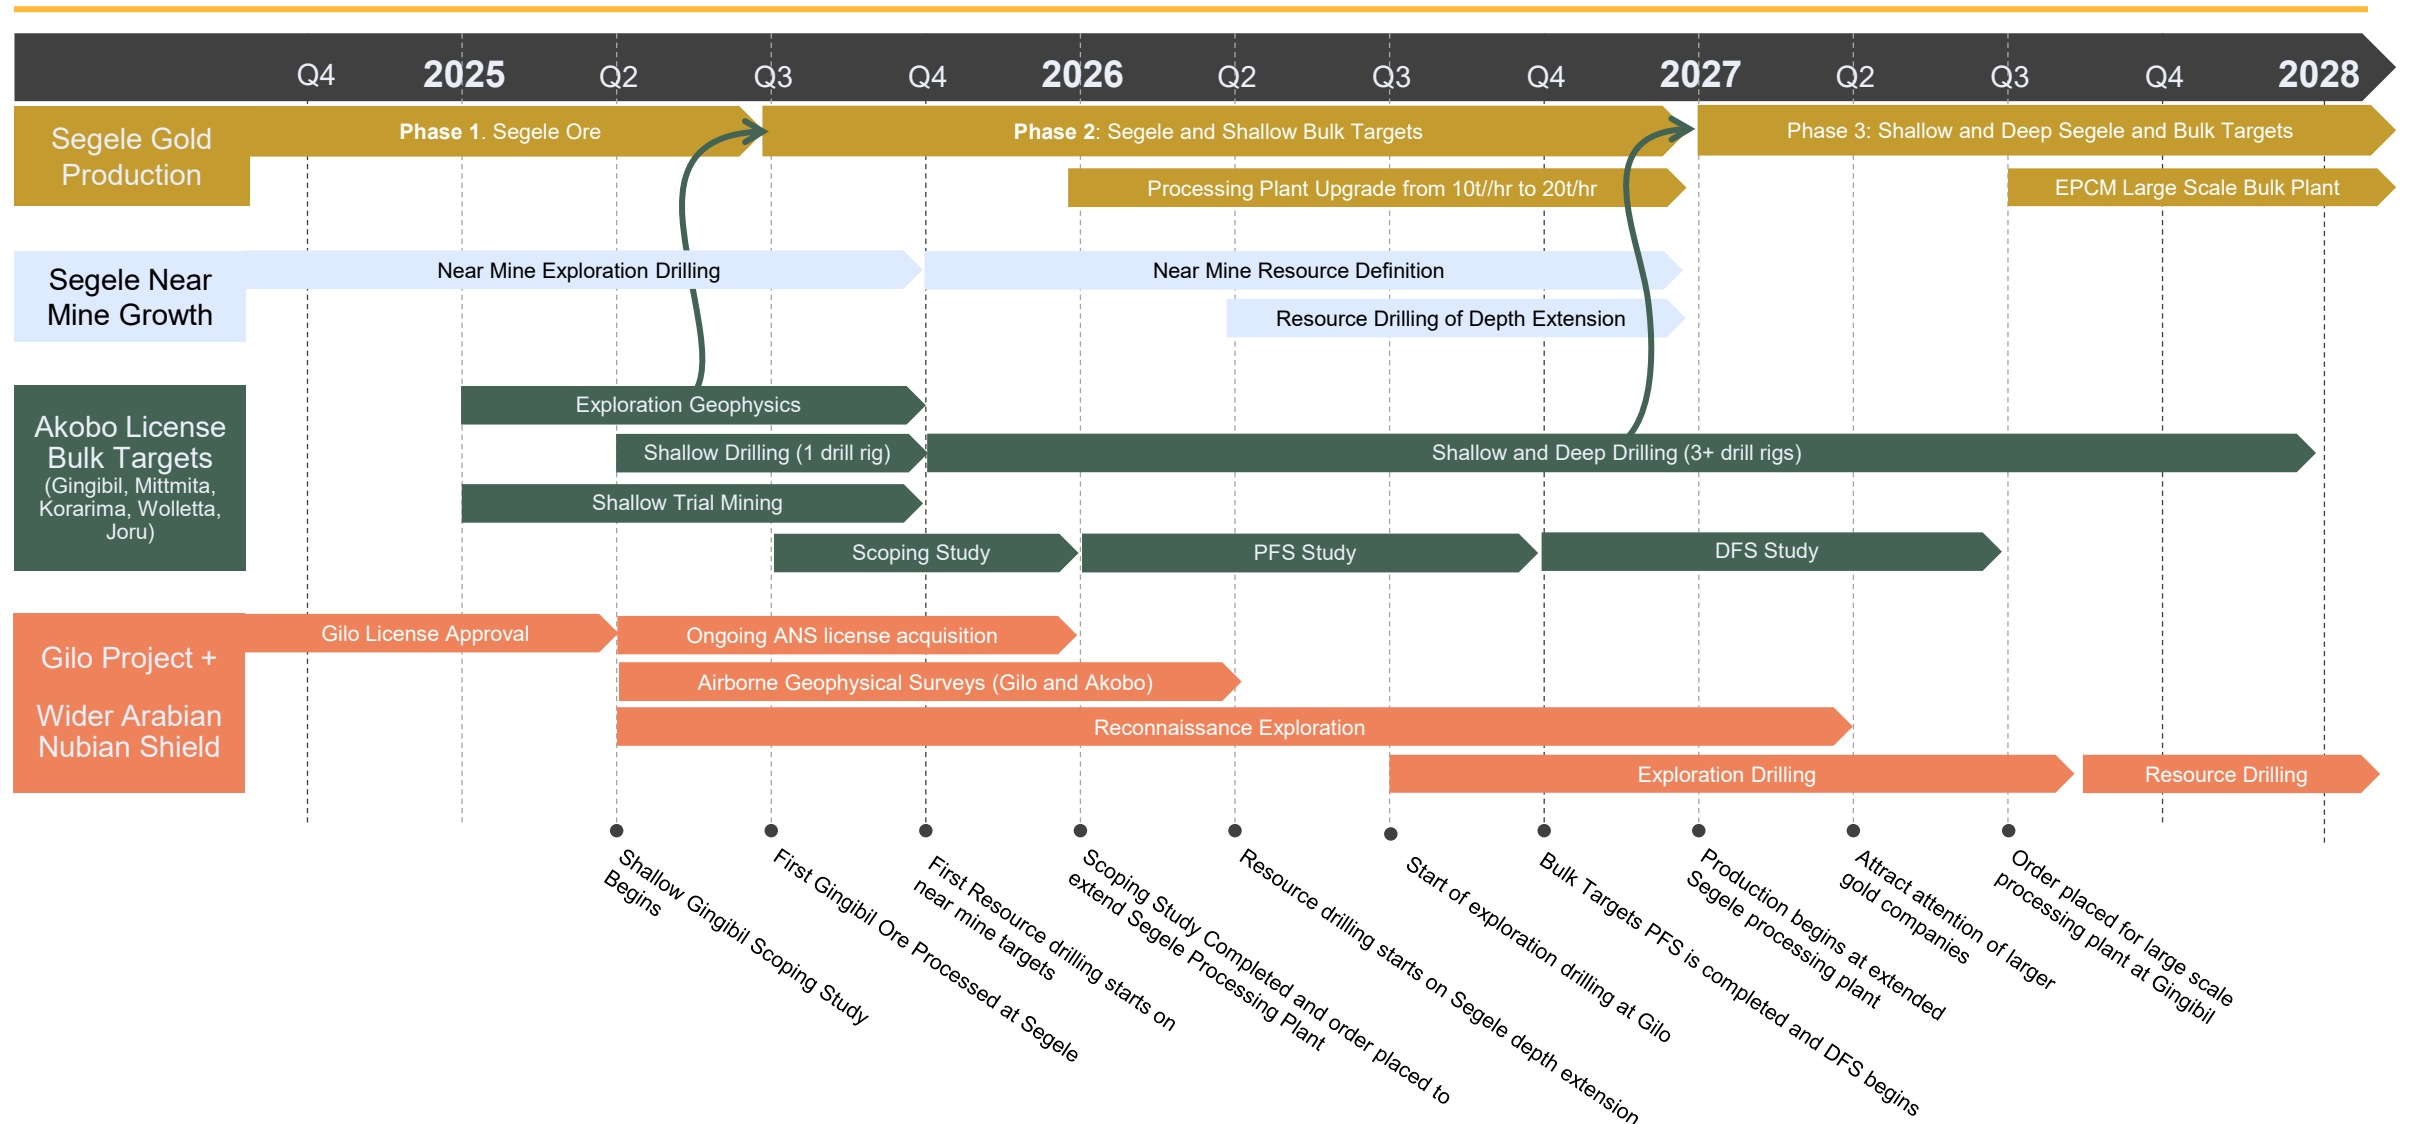 Q4 2025 Q2 Q3 Q4 2026 Q2 Q3 Q4 2027 Q2 Q3 Q4 2028
Segele Gold
Production
Phase 1. Segele Ore
Phase 2: Segele and Shallow Bulk Targets
Phase 3: Shallow and Deep Segele and Bulk Targets
Processing Plant Upgrade from 10t//hr to 20t/hr
EPCM Large Scale Bulk Plant
Segele Near
Mine Growth
Near Mine Exploration Drilling
Near Mine Resource Definition
Resource Drilling of Depth Extension
Akobo License
Bulk Targets
(Gingibil, Mittmita,
Korarima, Wolletta,
Joru)
Exploration Geophysics
Shallow Drilling (1 drill rig)
Shallow and Deep Drilling (3+ drill rigs)
Shallow Trial Mining
Scoping Study
PFS Study
DFS Study
Gilo Project +
Wider Arabian
Nubian Shield
Gilo License Approval
Ongoing ANS license acquisition
Airborne Geophysical Surveys (Gilo and Akobo)
Reconnaissance Exploration
Exploration Drilling
Resource Drilling
Shallow Gingibil Scoping Study
Begins
First Gingibil Ore Processed at Segele
First Resource drilling starts on
near mine targets
Scoping Study Completed and order placed to
extend Segele Processing Plant
Resource drilling starts on Segele depth extension
Start of exploration drilling at Gilo
Bulk Targets PFS is completed and DFS begins
Production begins at extended
Segele processing plant
Attract attention of larger
gold companies
Order placed for large scale
processing plant at Gingibil